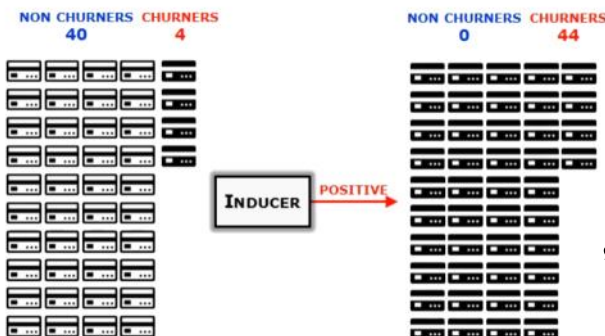 NON CHURNERS CHURNERS
40 4
NON CHURNERS CHURNERS
0 44
INDUCER
POSITIVE